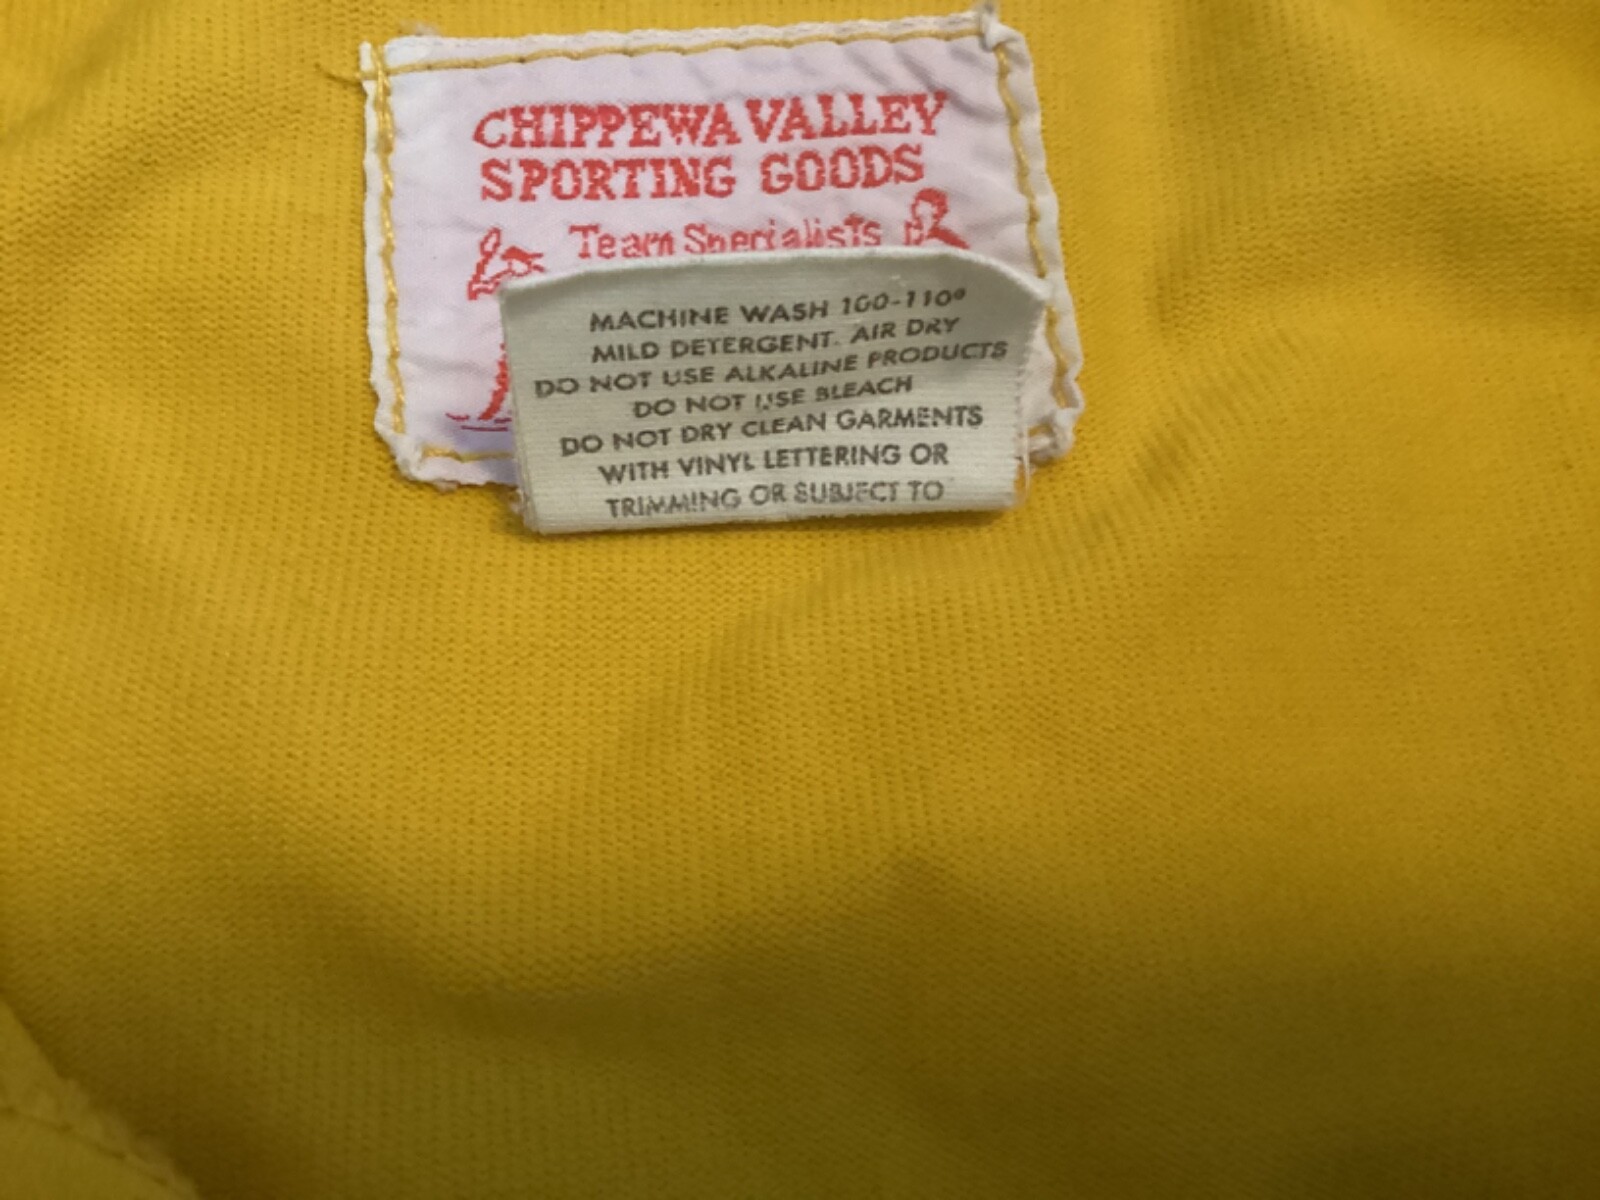 CHIPPEWA VALLEY
SPORTING GOODS
Team Specialists
MACHINE WASH 100-110°
MILD DETERGENT. AIR DRY
DO NOT USE ALKALINE PRODUCTS
DO NOT USE BLEACH
DO NOT DRY CLEAN GARMENTS
WITH VINYL LETTERING OR
TRIMMING OR SUBJECT TO